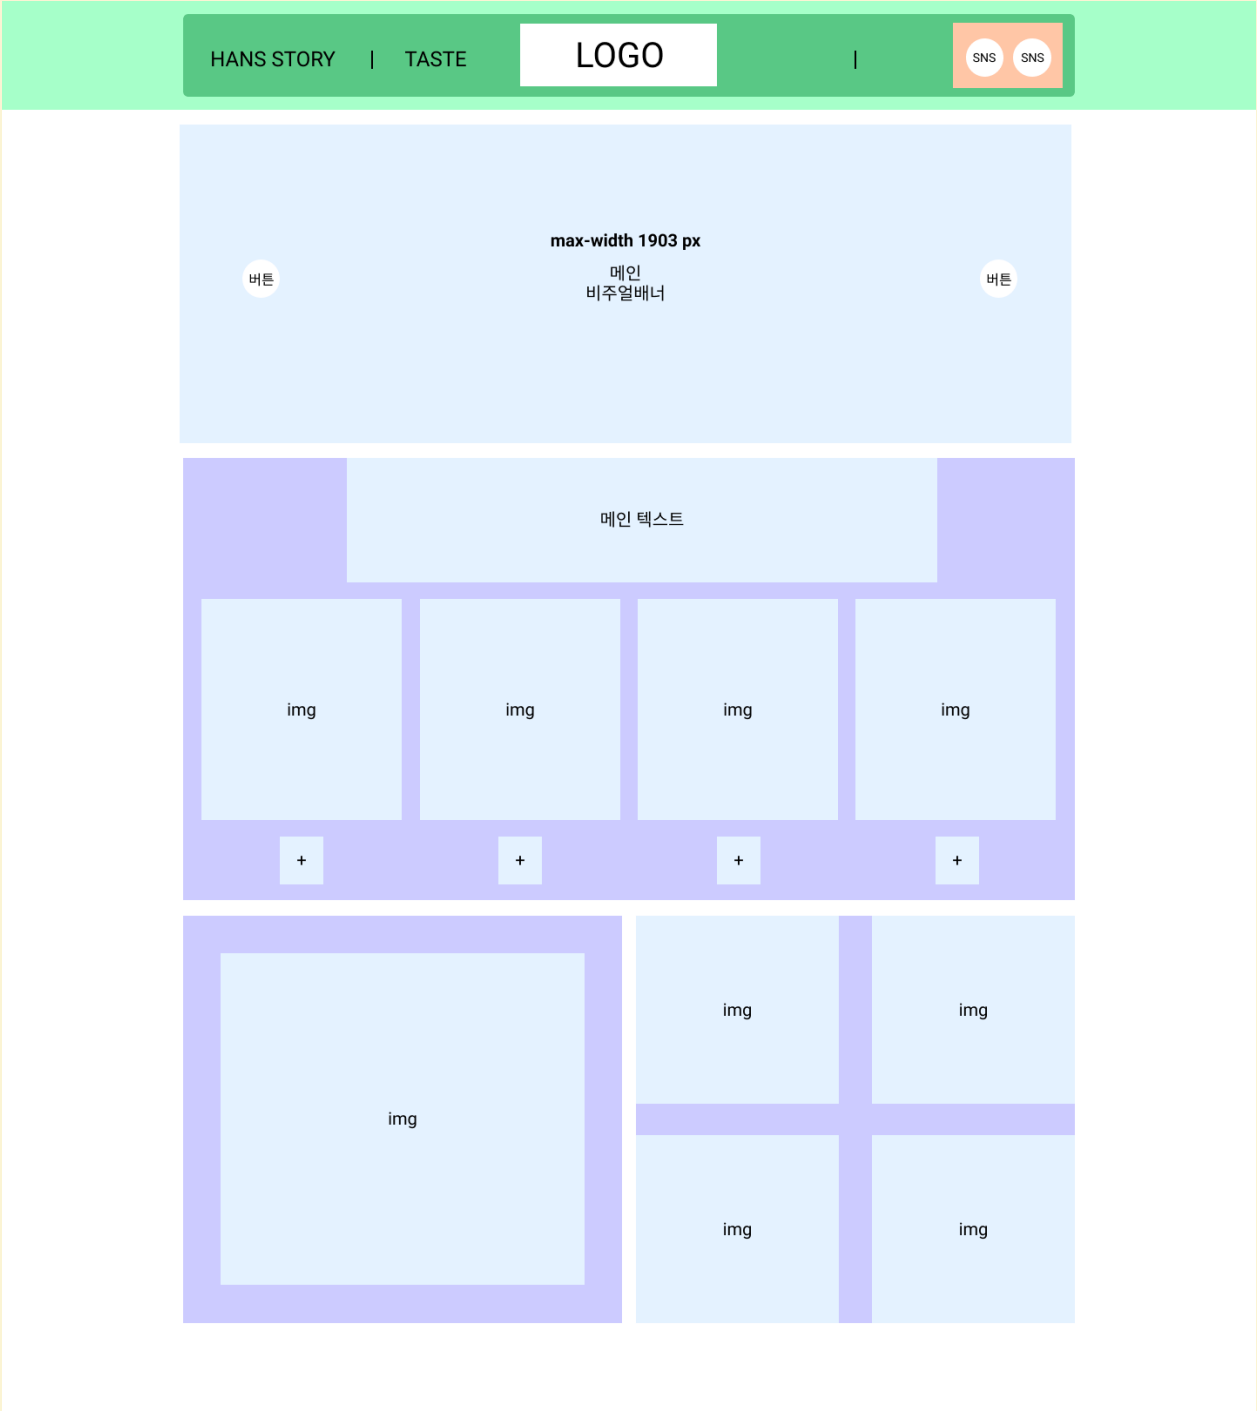 HANS STORY | TASTE LOGO | SNS SNS
max-width 1903 px
메인
버튼 비주얼배너 버튼
메인 텍스트
img img img img
+ + + +
img img
img
img img